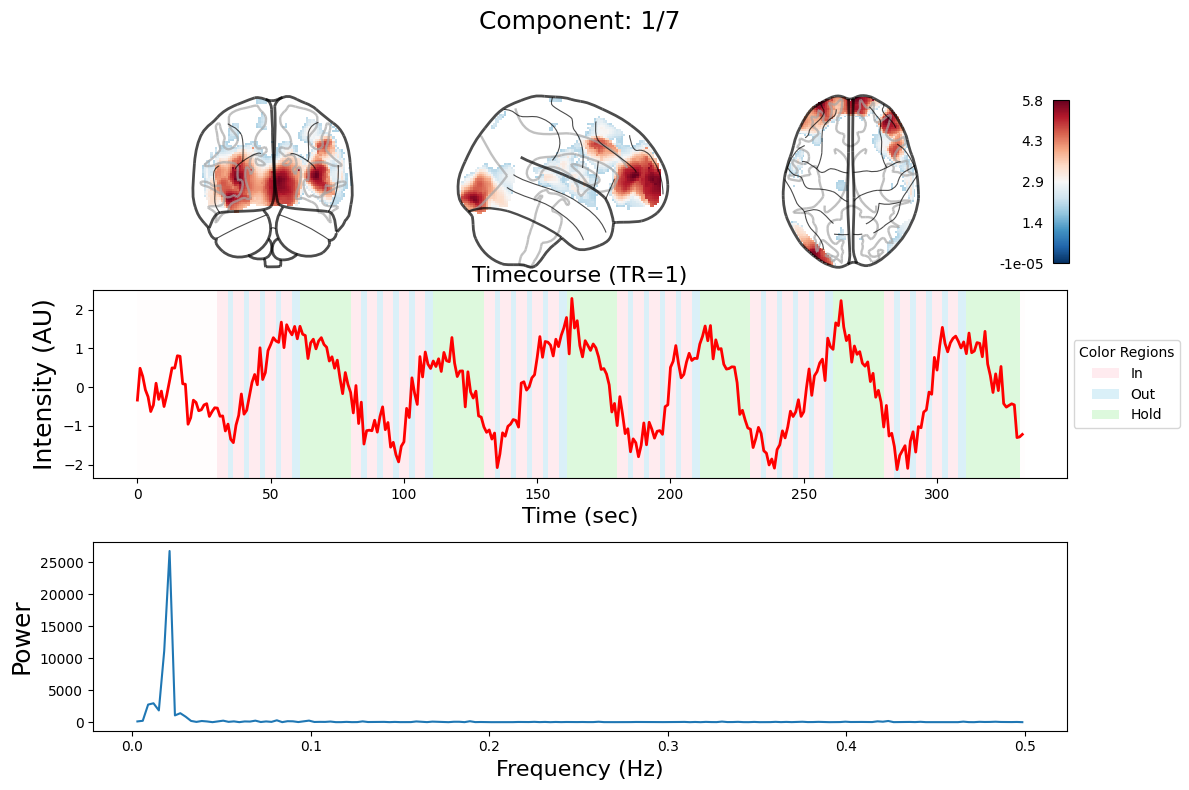 Component: 1/7
5.8
4.3
2.9
1.4
-1e-05
Timecourse (TR=1)
Intensity (AU)
2
1
0
−1
−2
0 50 100 150 200 250 300
Time (sec)
Color Regions
In
Out
Hold
Power
25000
20000
15000
10000
5000
0
0.0 0.1 0.2 0.3 0.4 0.5
Frequency (Hz)